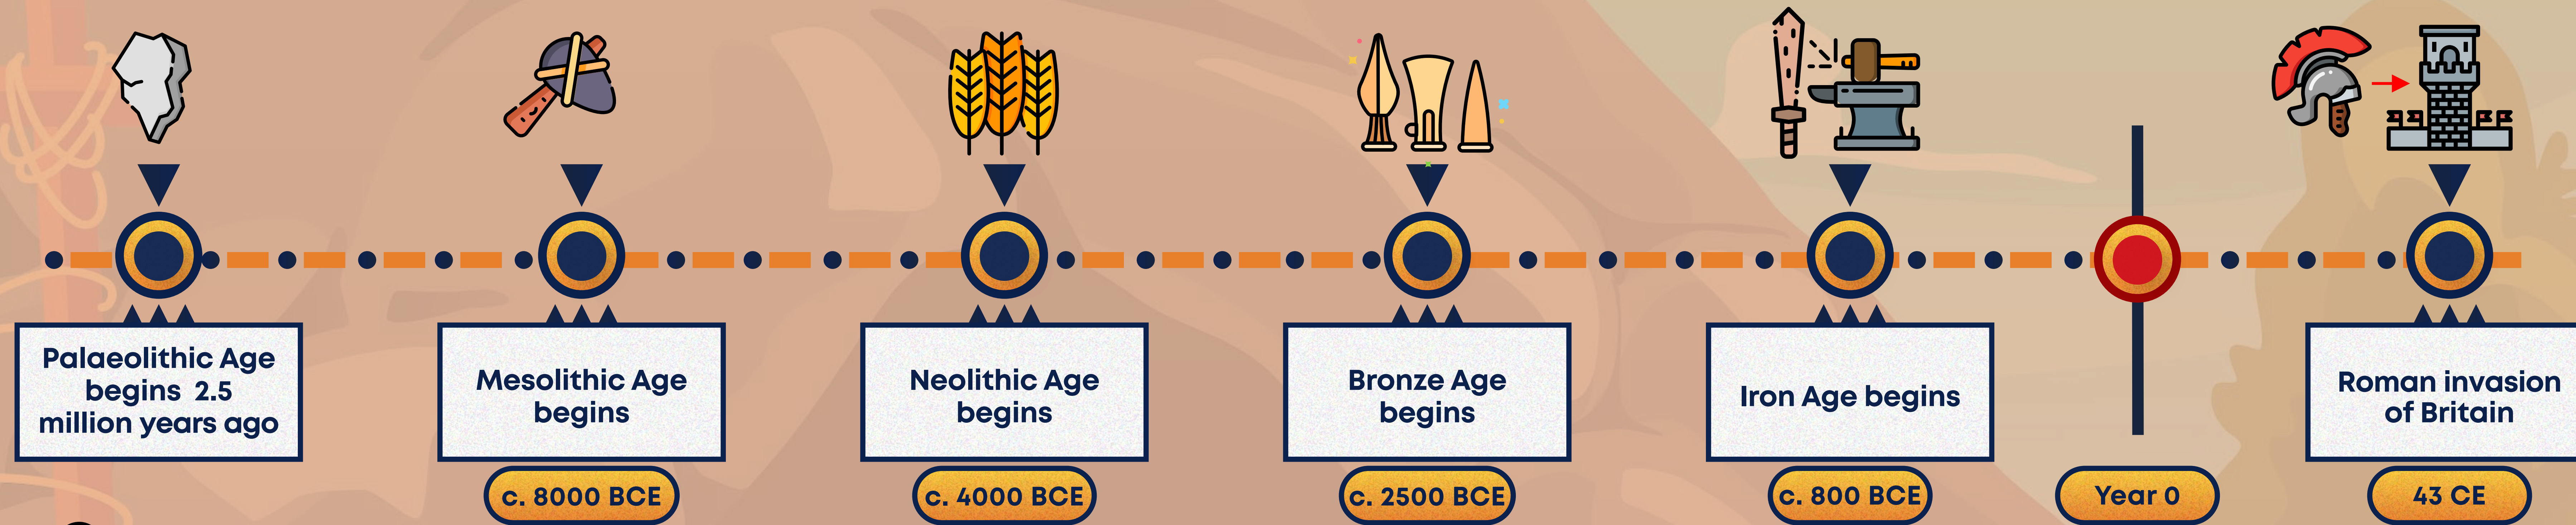 Palaeolithic Age
begins 2.5
million years ago
Mesolithic Age
begins
c. 8000 BCE
Neolithic Age
begins
c. 4000 BCE
Bronze Age
begins
c. 2500 BCE
Iron Age begins
c. 800 BCE
Year 0
Roman invasion
of Britain
43 CE